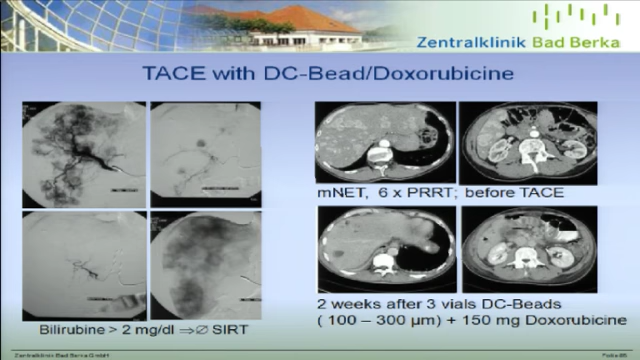 Zentralklinik Bad Berka
TACE with DC-Bead/Doxorubicine
mNET, 6 x PRRT; before TACE
2 weeks after 3 vials DC-Beads
( 100 – 300 µm) + 150 mg Doxorubicine
Bilirubine > 2 mg/dl ⇒∅ SIRT
Zentralklinik Bad Berka GmbH